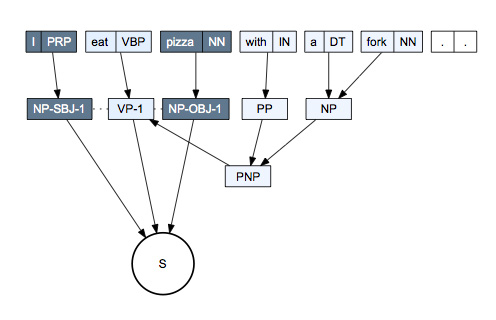 I PRP eat VBP pizza NN with IN a DT fork NN . .
NP-SBJ-1 VP-1 NP-OBJ-1 PP NP
PNP
S